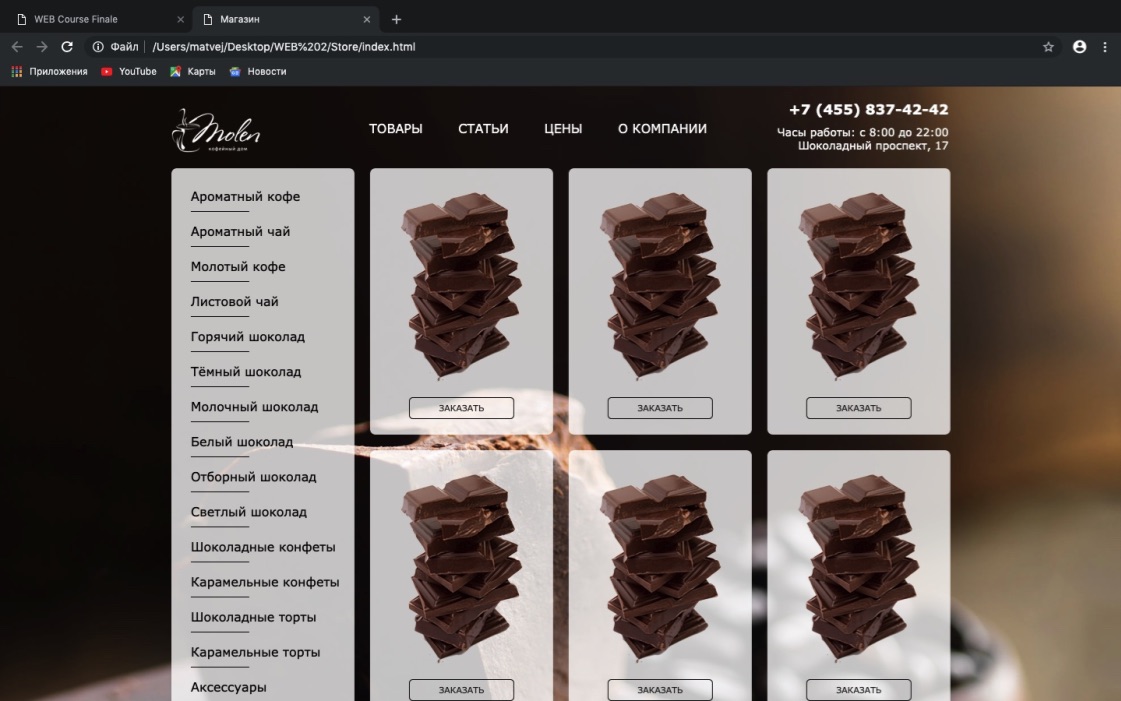 WEB Course Finale
Магазин
Файл
/Users/matvej/Desktop/WEB%202/Store/index.html
Приложения
YouTube
Карты
Новости
Molen
кофейный дом
ТОВАРЫ
СТАТЬИ
ЦЕНЫ
О КОМПАНИИ
+7 (455) 837-42-42
Часы работы: с 8:00 до 22:00
Шоколадный проспект, 17
Ароматный кофе
Ароматный чай
Молотый кофе
Листовой чай
Горячий шоколад
Тёмный шоколад
Молочный шоколад
Белый шоколад
Отборный шоколад
Светлый шоколад
Шоколадные конфеты
Карамельные конфеты
Шоколадные торты
Карамельные торты
Аксессуары
ЗАКАЗАТЬ
ЗАКАЗАТЬ
ЗАКАЗАТЬ
ЗАКАЗАТЬ
ЗАКАЗАТЬ
ЗАКАЗАТЬ